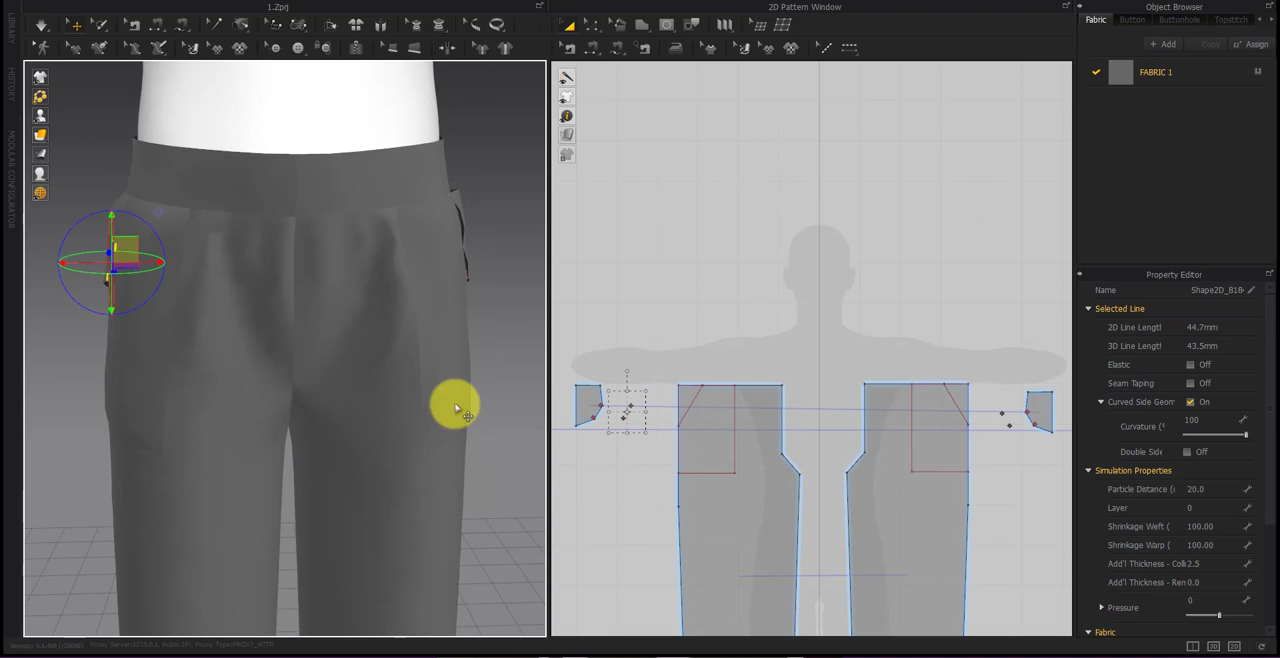 1.Zprj
2D Pattern Window
Object Browser
LIBRARY
HISTORY
MODULAR CONFIGURATOR
Fabric
Button
Buttonhole
Topstitch
+ Add
Copy
Assign
FABRIC 1
Property Editor
Name
Selected Line
2D Line Lengtl
44.7mm
3D Line Lengtl
43.5mm
Elastic
Off
Seam Taping
Off
Curved Side Geom
On
Curvature (%
100
Double Side
Off
Simulation Properties
Particle Distance (
20.0
Layer
0
Shrinkage Weft (
100.00
Shrinkage Warp (
100.00
Add'l Thickness - Colli
2.5
Add'l Thickness - Ren
0.0
Pressure
0
Fabric
3D
2D